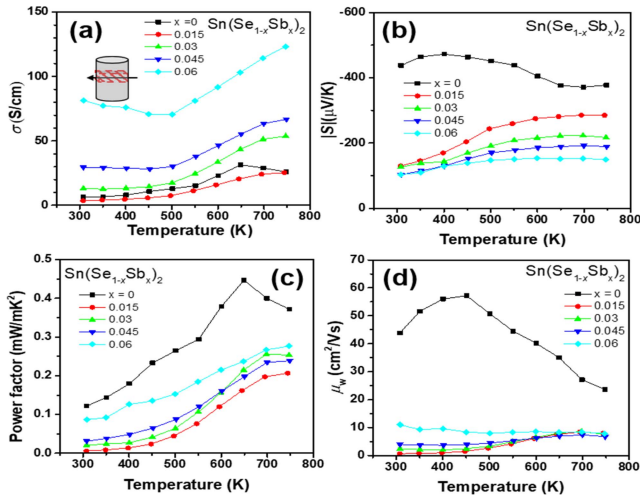 (a)
Sn(Se1-xSbx)2
x =0
0.015
0.03
0.045
0.06
σ(S/cm)
150
100
50
0
300 400 500 600 700 800
Temperature (K)
(b)
Sn(Se1-xSbx)2
x = 0
0.015
0.03
0.045
0.06
|S|(μV/K)
-600
-400
-200
0
300 400 500 600 700 800
Temperature (K)
Sn(Se1-xSbx)2
(c)
x = 0
0.015
0.03
0.045
0.06
Power factor (mW/mK2)
0.5
0.4
0.3
0.2
0.1
0.0
300 400 500 600 700 800
Temperature (K)
(d)
Sn(Se1-xSbx)2
x = 0
0.015
0.03
0.045
0.06
μw (cm2/Vs)
70
60
50
40
30
20
10
0
300 400 500 600 700 800
Temperature (K)